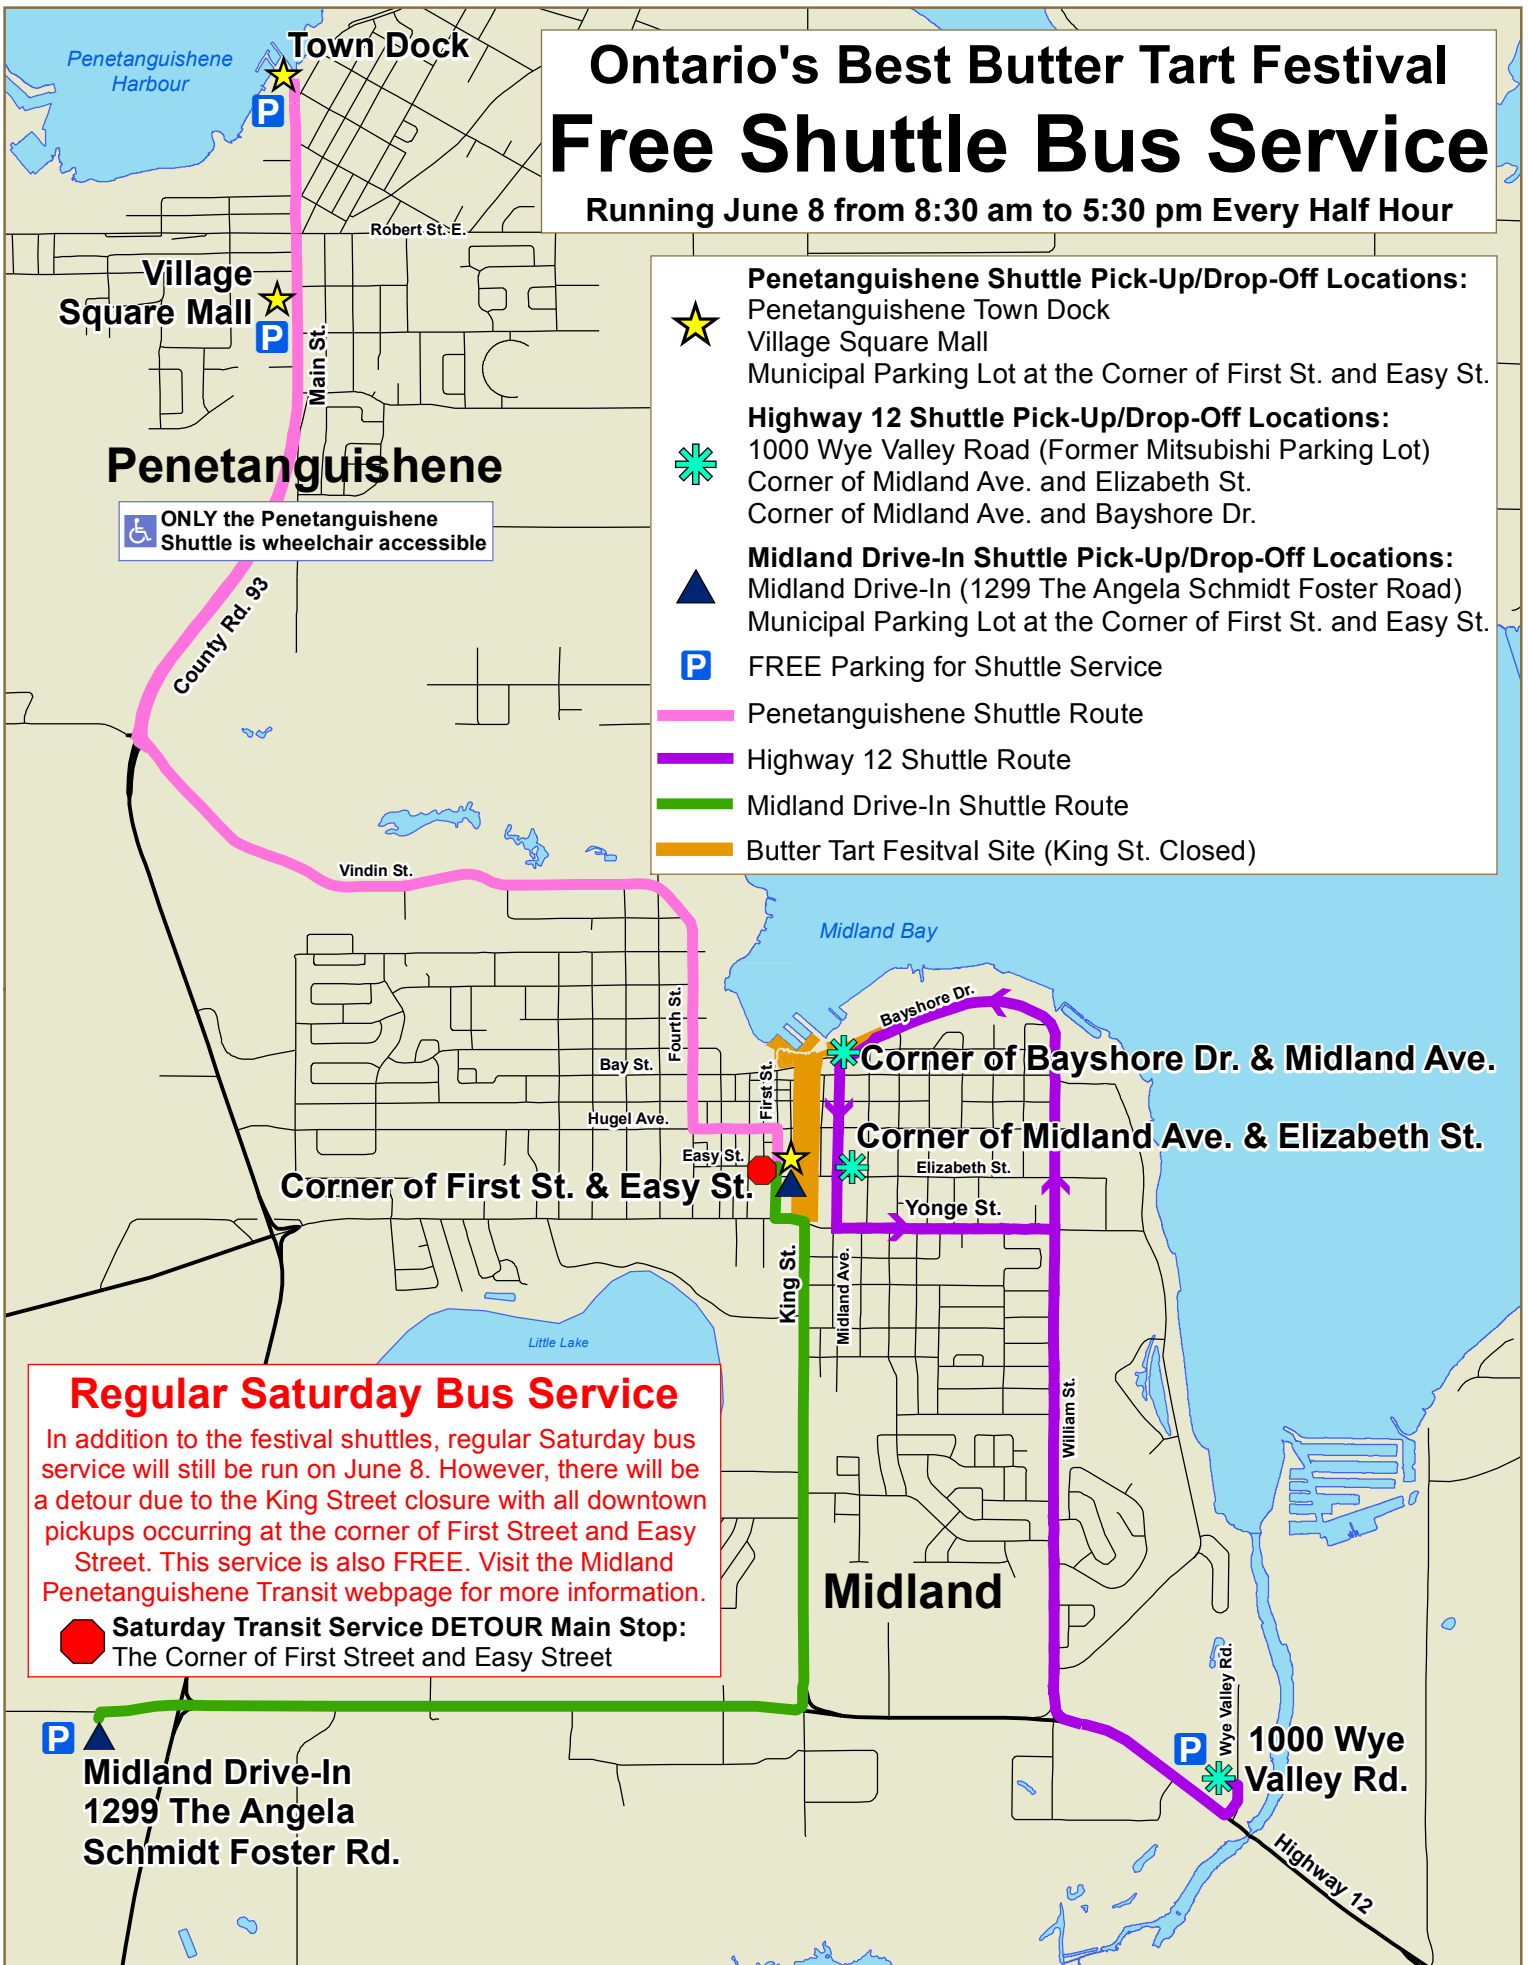 Ontario's Best Butter Tart Festival
Free Shuttle Bus Service
Running June 8 from 8:30 am to 5:30 pm Every Half Hour
Penetanguishene
Harbour
Town Dock
P
Robert St. E.
Village
Square Mall
P
Main St.
Penetanguishene
ONLY the Penetanguishene
Shuttle is wheelchair accessible
County Rd. 93
Penetanguishene Shuttle Pick-Up/Drop-Off Locations:
Penetanguishene Town Dock
Village Square Mall
Municipal Parking Lot at the Corner of First St. and Easy St.
Highway 12 Shuttle Pick-Up/Drop-Off Locations:
1000 Wye Valley Road (Former Mitsubishi Parking Lot)
Corner of Midland Ave. and Elizabeth St.
Corner of Midland Ave. and Bayshore Dr.
Midland Drive-In Shuttle Pick-Up/Drop-Off Locations:
Midland Drive-In (1299 The Angela Schmidt Foster Road)
Municipal Parking Lot at the Corner of First St. and Easy St.
P FREE Parking for Shuttle Service
Penetanguishene Shuttle Route
Highway 12 Shuttle Route
Midland Drive-In Shuttle Route
Butter Tart Fesitval Site (King St. Closed)
Vindin St.
Midland Bay
Bayshore Dr.
Fourth St.
Bay St.
First St.
Corner of Bayshore Dr. & Midland Ave.
Hugel Ave.
Corner of Midland Ave. & Elizabeth St.
Easy St.
Elizabeth St.
Corner of First St. & Easy St.
Yonge St.
King St.
Midland Ave.
Little Lake
William St.
Regular Saturday Bus Service
In addition to the festival shuttles, regular Saturday bus
service will still be run on June 8. However, there will be
a detour due to the King Street closure with all downtown
pickups occurring at the corner of First Street and Easy
Street. This service is also FREE. Visit the Midland
Penetanguishene Transit webpage for more information.
Saturday Transit Service DETOUR Main Stop:
The Corner of First Street and Easy Street
Midland
Wye Valley Rd.
P
1000 Wye
Valley Rd.
P
Midland Drive-In
1299 The Angela
Schmidt Foster Rd.
Highway 12